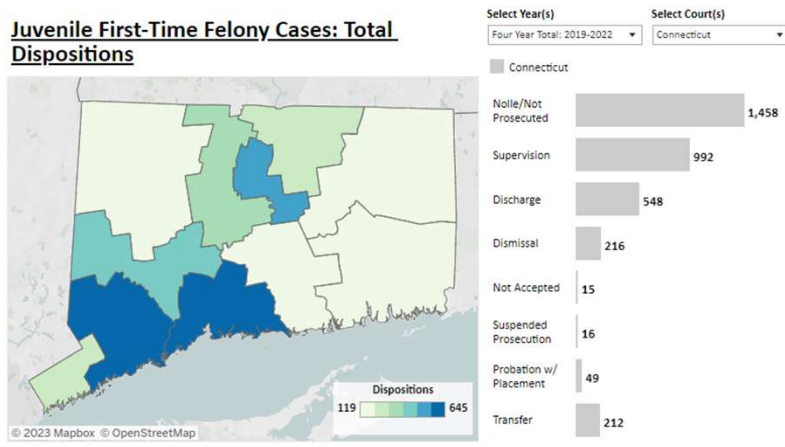 Juvenile First-Time Felony Cases: Total
Dispositions
Select Year(s)
Select Court(s)
Four Year Total: 2019-2022
Connecticut
Connecticut
Nolle/Not
Prosecuted
1,458
Supervision
992
Discharge
548
Dismissal
216
Not Accepted
15
Suspended
Prosecution
16
Probation w/
Placement
49
Transfer
212
Dispositions
119
645
© 2023 Mapbox © OpenStreetMap